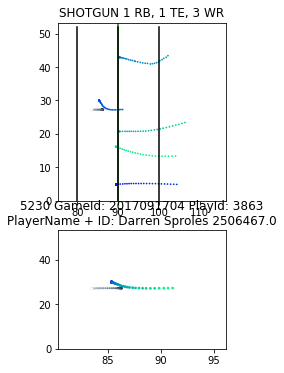 SHOTGUN 1 RB, 1 TE, 3 WR
50
40
30
20
10
0
80 90 100 110
5230 GameId: 2017091704 PlayId: 3863
PlayerName + ID: Darren Sproles 2506467.0
40
20
0
85 90 95